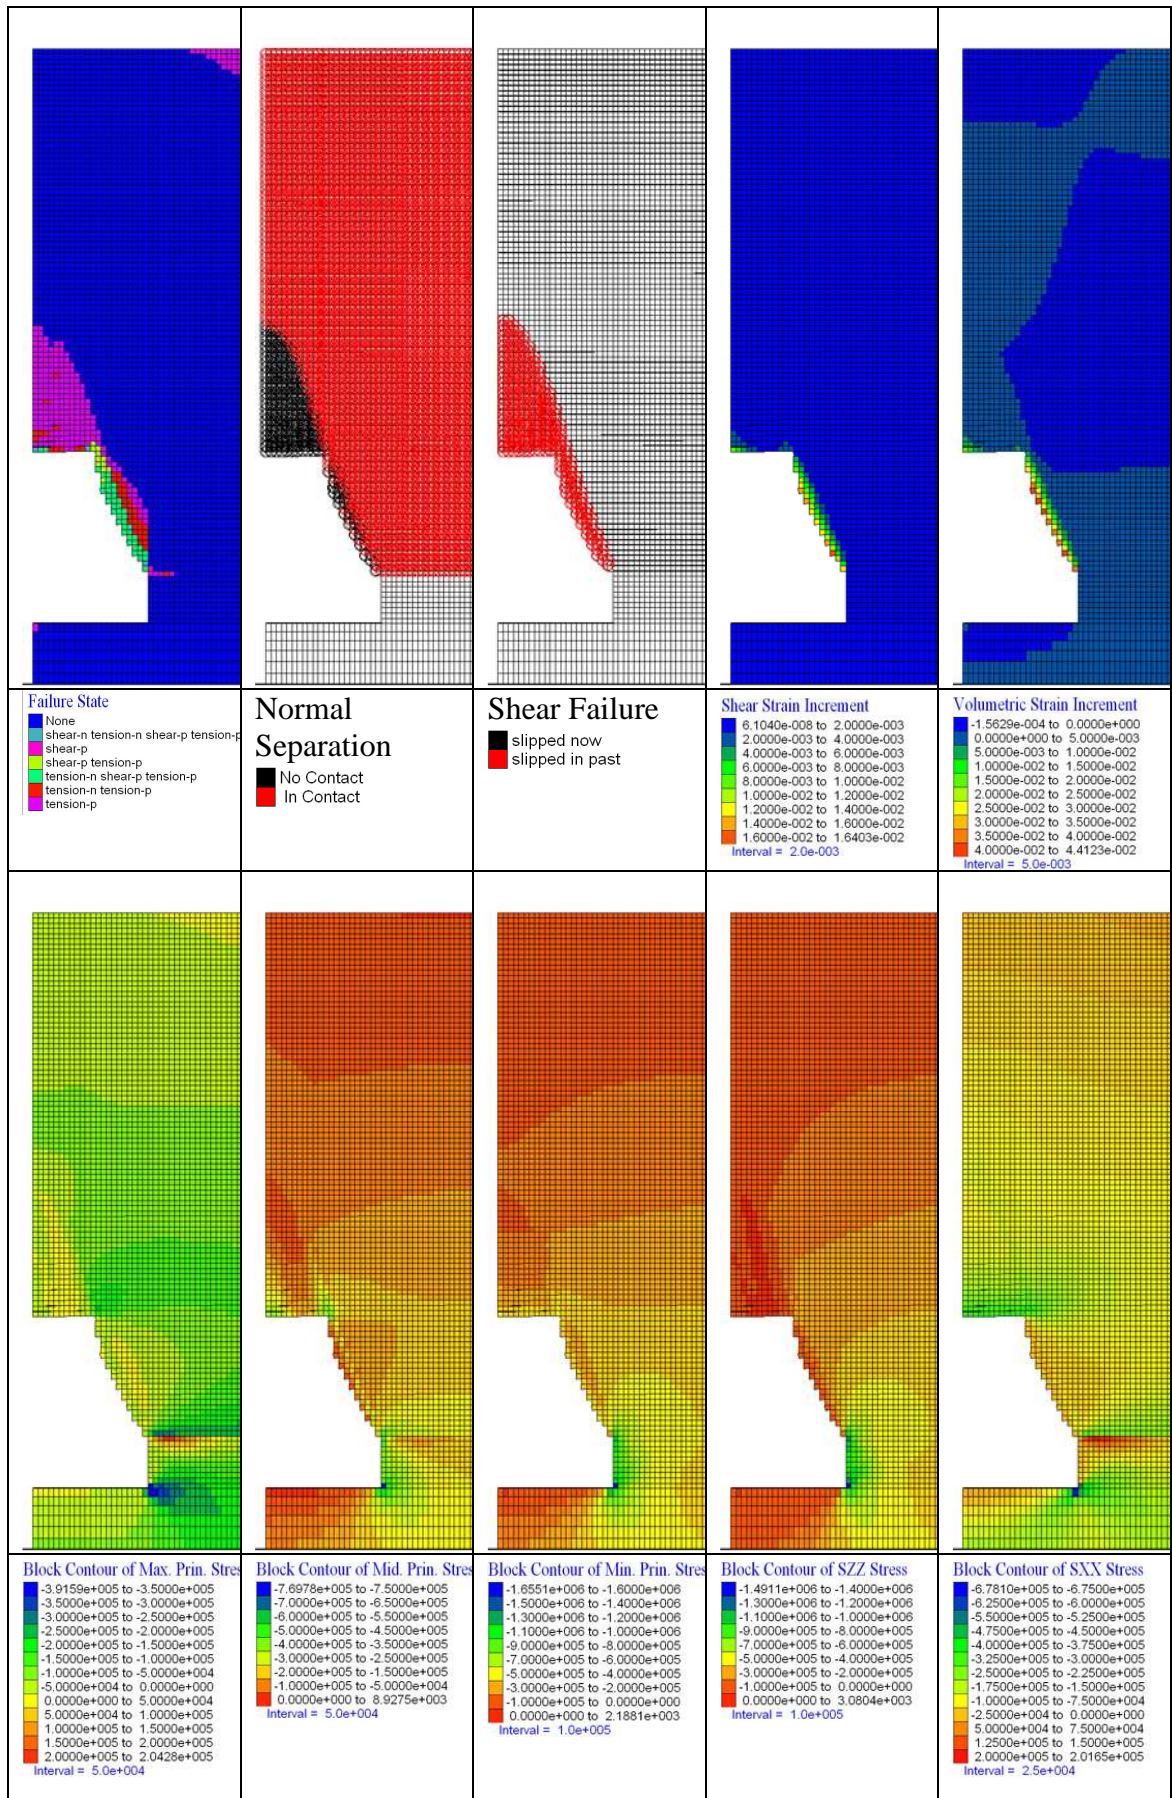 Failure State
None
shear-n shear-p tension-p
shear-p
shear-p tension-p
tension-n shear-p tension-p
tension-n tension-p
tension-p
Normal
Separation
No Contact
In Contact
Shear Failure
slipped now
slipped in past
Shear Strain Increment
6.1040e-008 to 2.0000e-003
2.0000e-003 to 4.0000e-003
4.0000e-003 to 6.0000e-003
6.0000e-003 to 8.0000e-003
8.0000e-003 to 1.0000e-002
1.0000e-002 to 1.2000e-002
1.2000e-002 to 1.4000e-002
1.4000e-002 to 1.6000e-002
1.6000e-002 to 1.6403e-002
Interval = 2.0e-003
Volumetric Strain Increment
-1.5629e-004 to 0.0000e+000
0.0000e+000 to 5.0000e-003
5.0000e-003 to 1.0000e-002
1.0000e-002 to 1.5000e-002
1.5000e-002 to 2.0000e-002
2.0000e-002 to 2.5000e-002
2.5000e-002 to 3.0000e-002
3.0000e-002 to 3.5000e-002
3.5000e-002 to 4.0000e-002
4.0000e-002 to 4.4123e-002
Interval = 5.0e-003
Block Contour of Max. Prin. Stres
-3.9159e+005 to -3.5000e+005
-3.5000e+005 to -3.0000e+005
-3.0000e+005 to -2.5000e+005
-2.5000e+005 to -2.0000e+005
-2.0000e+005 to -1.5000e+005
-1.5000e+005 to -1.0000e+005
-1.0000e+005 to -5.0000e+004
-5.0000e+004 to 0.0000e+000
0.0000e+000 to 5.0000e+004
5.0000e+004 to 1.0000e+005
1.0000e+005 to 1.5000e+005
1.5000e+005 to 2.0000e+005
2.0000e+005 to 2.0428e+005
Interval = 5.0e+004
Block Contour of Mid. Prin. Stres
-7.6978e+005 to -7.5000e+005
-7.0000e+005 to -6.5000e+005
-6.0000e+005 to -5.5000e+005
-5.0000e+005 to -4.5000e+005
-4.0000e+005 to -3.5000e+005
-3.0000e+005 to -2.5000e+005
-2.0000e+005 to -1.5000e+005
-1.0000e+005 to -5.0000e+004
0.0000e+000 to 8.9275e+003
Interval = 5.0e+004
Block Contour of Min. Prin. Stres
-1.6551e+006 to -1.6000e+006
-1.5000e+006 to -1.4000e+006
-1.3000e+006 to -1.2000e+006
-1.1000e+006 to -1.0000e+006
-9.0000e+005 to -8.0000e+005
-7.0000e+005 to -6.0000e+005
-5.0000e+005 to -4.0000e+005
-3.0000e+005 to -2.0000e+005
-1.0000e+005 to 0.0000e+000
0.0000e+000 to 2.1881e+003
Interval = 1.0e+005
Block Contour of SZZ Stress
-1.4911e+006 to -1.4000e+006
-1.3000e+006 to -1.2000e+006
-1.1000e+006 to -1.0000e+006
-9.0000e+005 to -8.0000e+005
-7.0000e+005 to -6.0000e+005
-5.0000e+005 to -4.0000e+005
-3.0000e+005 to -2.0000e+005
-1.0000e+005 to 0.0000e+000
0.0000e+000 to 3.0804e+003
Interval = 1.0e+005
Block Contour of SXX Stress
-6.7810e+005 to -6.7500e+005
-6.2500e+005 to -6.0000e+005
-5.5000e+005 to -5.2500e+005
-4.7500e+005 to -4.5000e+005
-4.0000e+005 to -3.7500e+005
-3.2500e+005 to -3.0000e+005
-2.5000e+005 to -2.2500e+005
-1.7500e+005 to -1.5000e+005
-1.0000e+005 to -7.5000e+004
-2.5000e+004 to 0.0000e+000
5.0000e+004 to 7.5000e+004
1.2500e+005 to 1.5000e+005
2.0000e+005 to 2.0165e+005
Interval = 2.5e+004